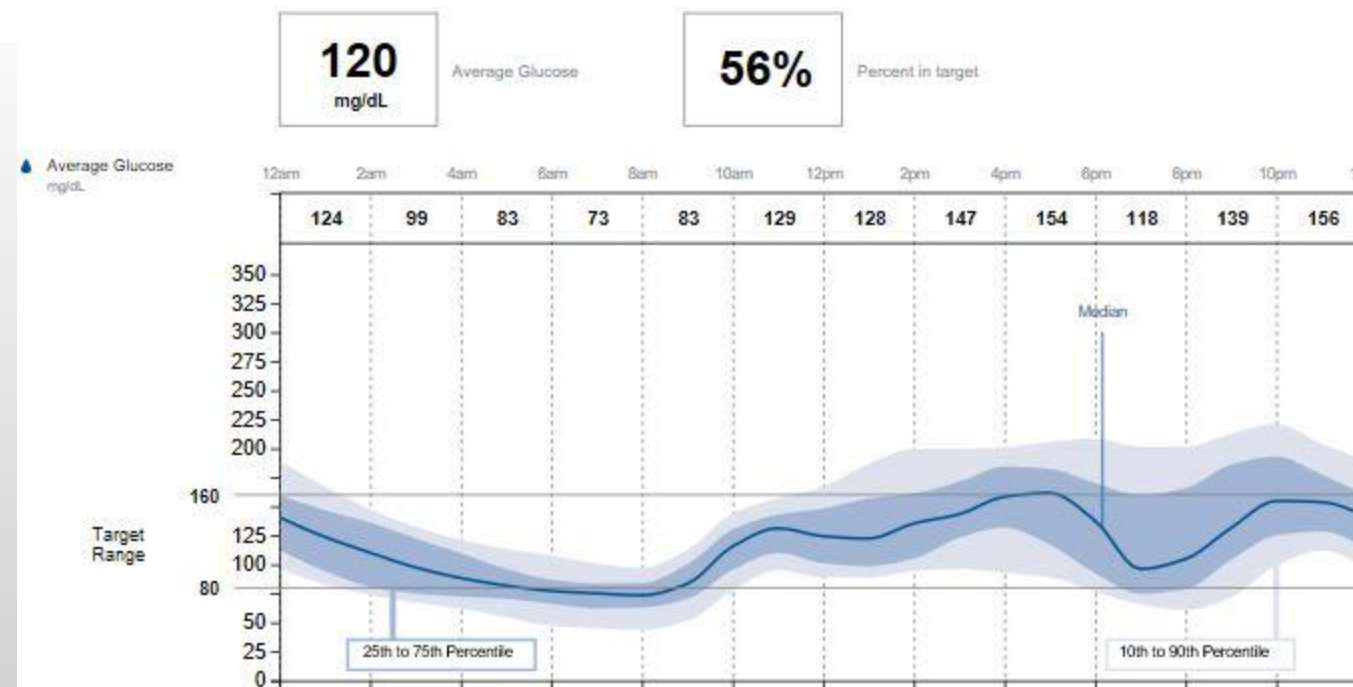 120
mg/dL
Average Glucose
56%
Percent in target
Average Glucose
mg/dL
12am 2am 4am 6am 8am 10am 12pm 2pm 4pm 6pm 8pm 10pm
124 99 83 73 83 129 128 147 154 118 139 156
350
325
300
Median
275
250
225
200
160
Target
Range
125
100
80
50
25
0
25th to 75th Percentile
10th to 90th Percentile